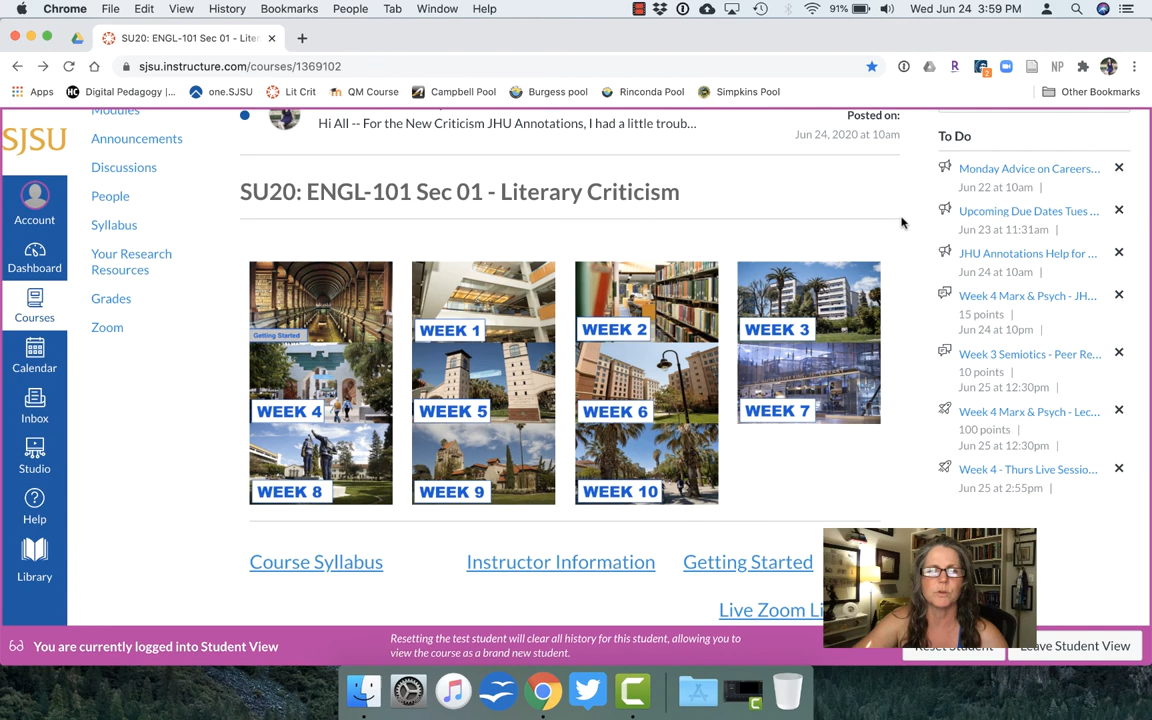 Chrome File Edit View History Bookmarks People Tab Window Help 91% Wed Jun 24 3:59 PM
SU20: ENGL-101 Sec 01 - Liter
sjsu.instructure.com/courses/1369102
Apps Digital Pedagogy |... one.SJSU Lit Crit QM Course Campbell Pool Burgess pool Rinconda Pool Simpkins Pool Other Bookmarks
SJSU
Account
Dashboard
Courses
Calendar
Inbox
Studio
Help
Library
Modules
Announcements
Discussions
People
Syllabus
Your Research
Resources
Grades
Zoom
Hi All -- For the New Criticism JHU Annotations, I had a little troub...
Posted on:
Jun 24, 2020 at 10am
SU20: ENGL-101 Sec 01 - Literary Criticism
Getting Started
WEEK 1
WEEK 2
WEEK 3
WEEK 4
WEEK 5
WEEK 6
WEEK 7
WEEK 8
WEEK 9
WEEK 10
Course Syllabus
Instructor Information
Getting Started
Live Zoom Li
To Do
Monday Advice on Careers...
Jun 22 at 10am |
Upcoming Due Dates Tues ...
Jun 23 at 11:31am |
JHU Annotations Help for ...
Jun 24 at 10am |
Week 4 Marx & Psych - JH...
15 points |
Jun 24 at 10pm |
Week 3 Semiotics - Peer Re...
10 points |
Jun 25 at 12:30pm |
Week 4 Marx & Psych - Lec...
100 points |
Jun 25 at 12:30pm |
Week 4 - Thurs Live Sessio...
Jun 25 at 2:55pm |
You are currently logged into Student View
Resetting the test student will clear all history for this student, allowing you to
view the course as a brand new student.
Reset Student
Leave Student View